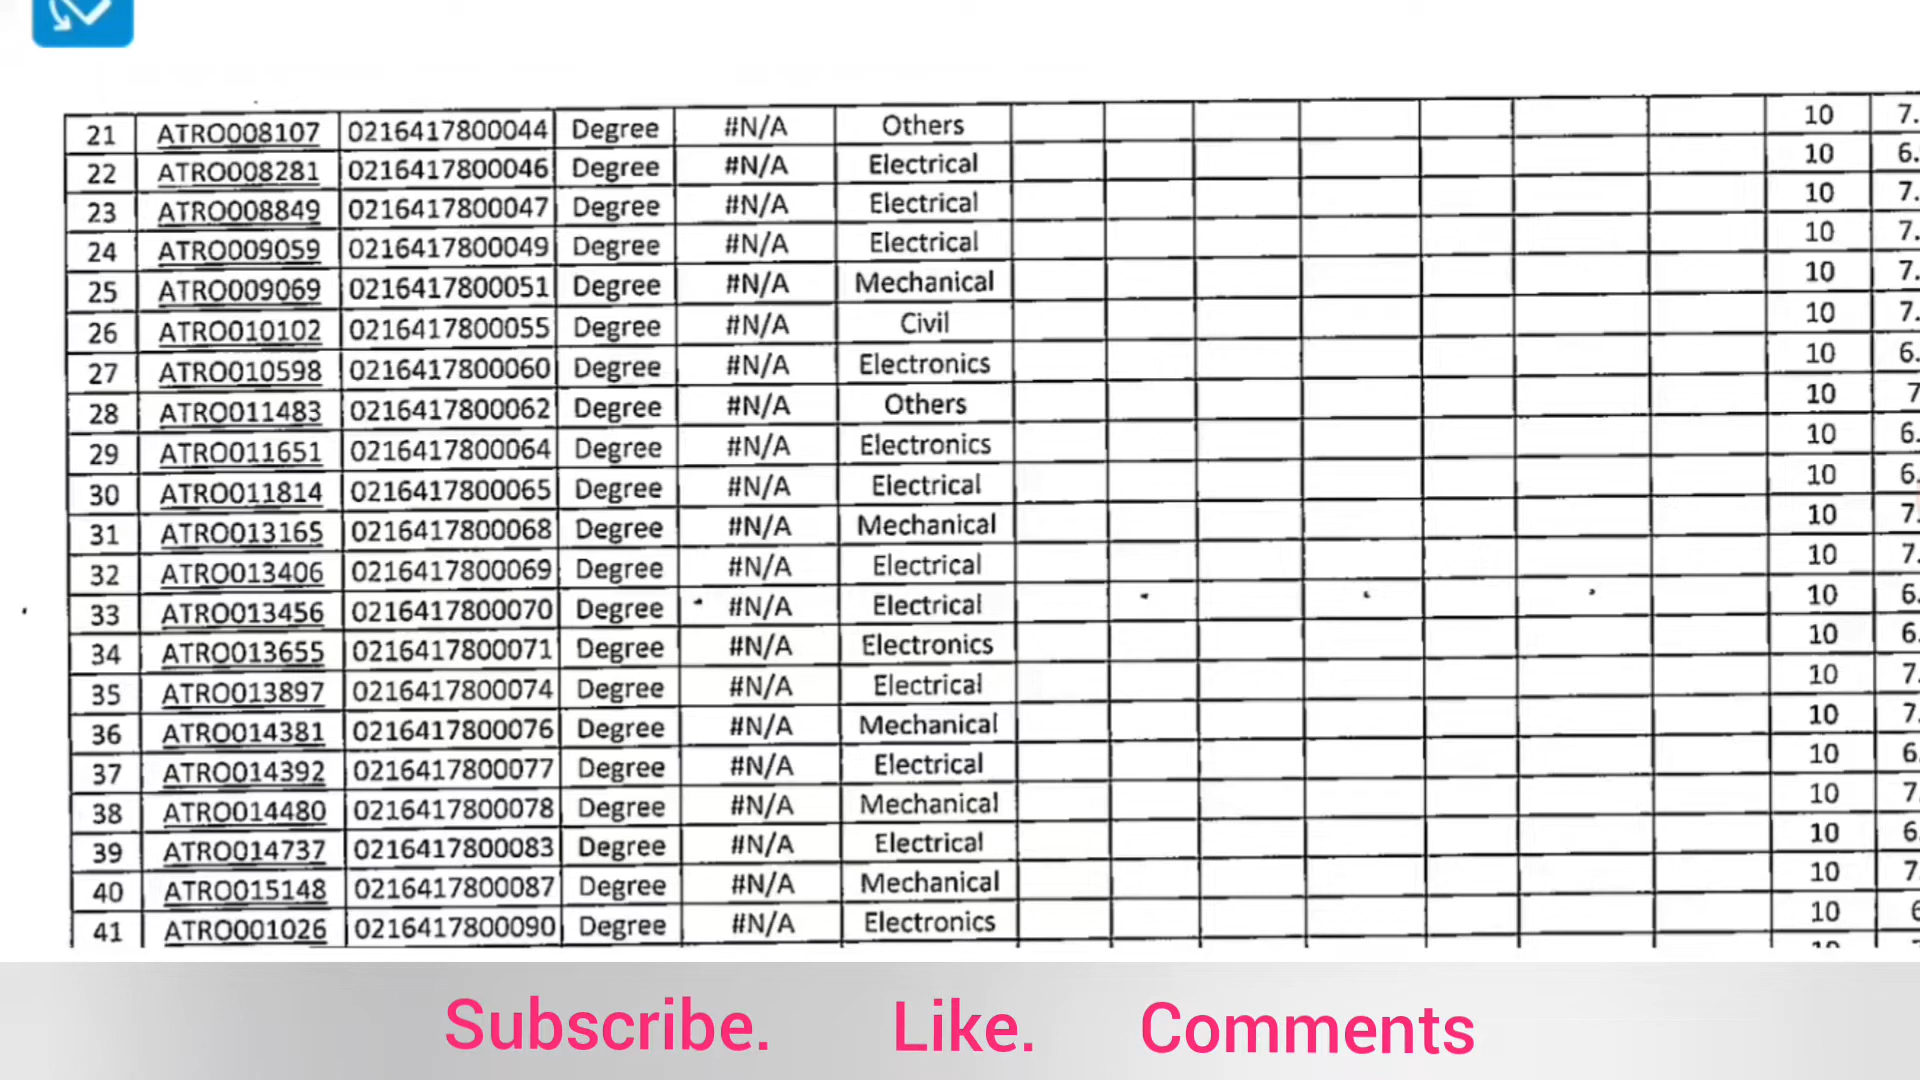 21 ATRO008107 0216417800044 Degree #N/A Others 10 7.
22 ATRO008281 0216417800046 Degree #N/A Electrical 10 6.
23 ATRO008849 0216417800047 Degree #N/A Electrical 10 7.
24 ATRO009059 0216417800049 Degree #N/A Electrical 10 7.
25 ATRO009069 0216417800051 Degree #N/A Mechanical 10 7.
26 ATRO010102 0216417800055 Degree #N/A Civil 10 7.
27 ATRO010598 0216417800060 Degree #N/A Electronics 10 6.
28 ATRO011483 0216417800062 Degree #N/A Others 10 7
29 ATRO011651 0216417800064 Degree #N/A Electronics 10 6.
30 ATRO011814 0216417800065 Degree #N/A Electrical 10 6.
31 ATRO013165 0216417800068 Degree #N/A Mechanical 10 7.
32 ATRO013406 0216417800069 Degree #N/A Electrical 10 7.
33 ATRO013456 0216417800070 Degree #N/A Electrical 10 6.
34 ATRO013655 0216417800071 Degree #N/A Electronics 10 6.
35 ATRO013897 0216417800074 Degree #N/A Electrical 10 7.
36 ATRO014381 0216417800076 Degree #N/A Mechanical 10 7.
37 ATRO014392 0216417800077 Degree #N/A Electrical 10 6.
38 ATRO014480 0216417800078 Degree #N/A Mechanical 10 7.
39 ATRO014737 0216417800083 Degree #N/A Electrical 10 6.
40 ATRO015148 0216417800087 Degree #N/A Mechanical 10 7.
41 ATRO001026 0216417800090 Degree #N/A Electronics 10 6
Subscribe. Like. Comments